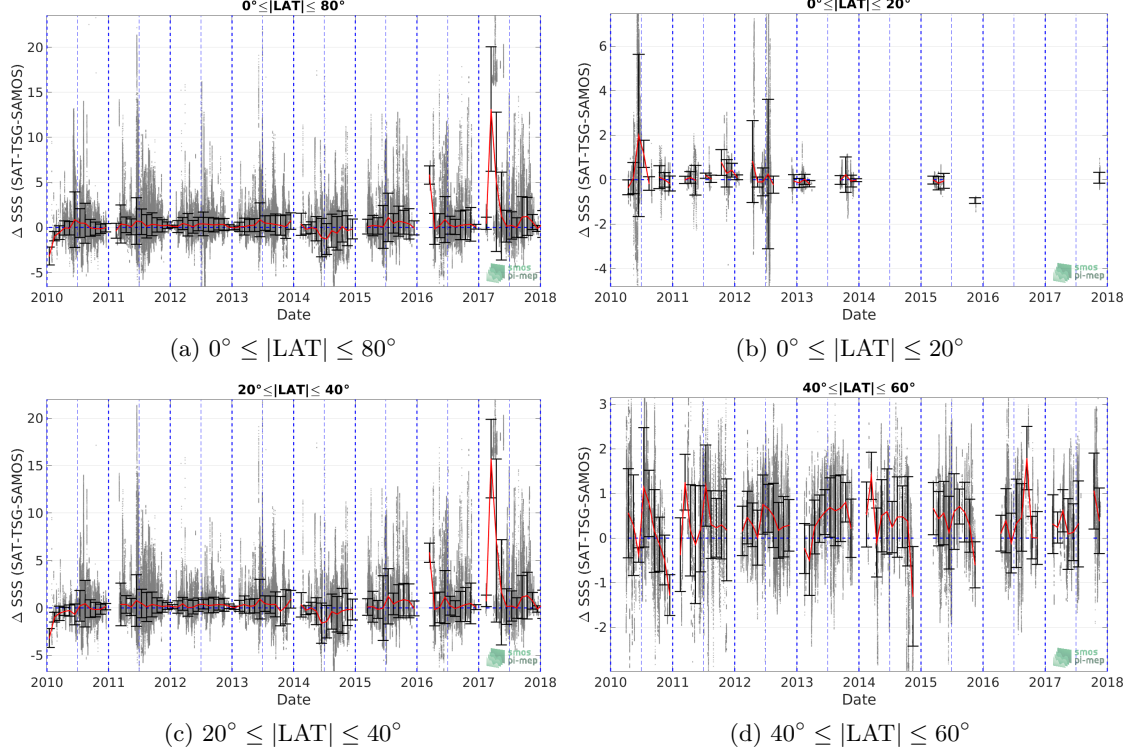 0°≤|LAT|≤ 80°
Δ SSS (SAT-TSG-SAMOS)
20
15
10
5
0
-5
2010 2011 2012 2013 2014 2015 2016 2017 2018
Date
smos
pi-mep
(a) 0° ≤ |LAT| ≤ 80°
0°≤|LAT|≤ 20°
Δ SSS (SAT-TSG-SAMOS)
6
4
2
0
-2
-4
2010 2011 2012 2013 2014 2015 2016 2017 2018
Date
smos
pi-mep
(b) 0° ≤ |LAT| ≤ 20°
20°≤|LAT|≤ 40°
Δ SSS (SAT-TSG-SAMOS)
20
15
10
5
0
-5
2010 2011 2012 2013 2014 2015 2016 2017 2018
Date
smos
pi-mep
(c) 20° ≤ |LAT| ≤ 40°
40°≤|LAT|≤ 60°
Δ SSS (SAT-TSG-SAMOS)
3
2
1
0
-1
-2
2010 2011 2012 2013 2014 2015 2016 2017 2018
Date
smos
pi-mep
(d) 40° ≤ |LAT| ≤ 60°